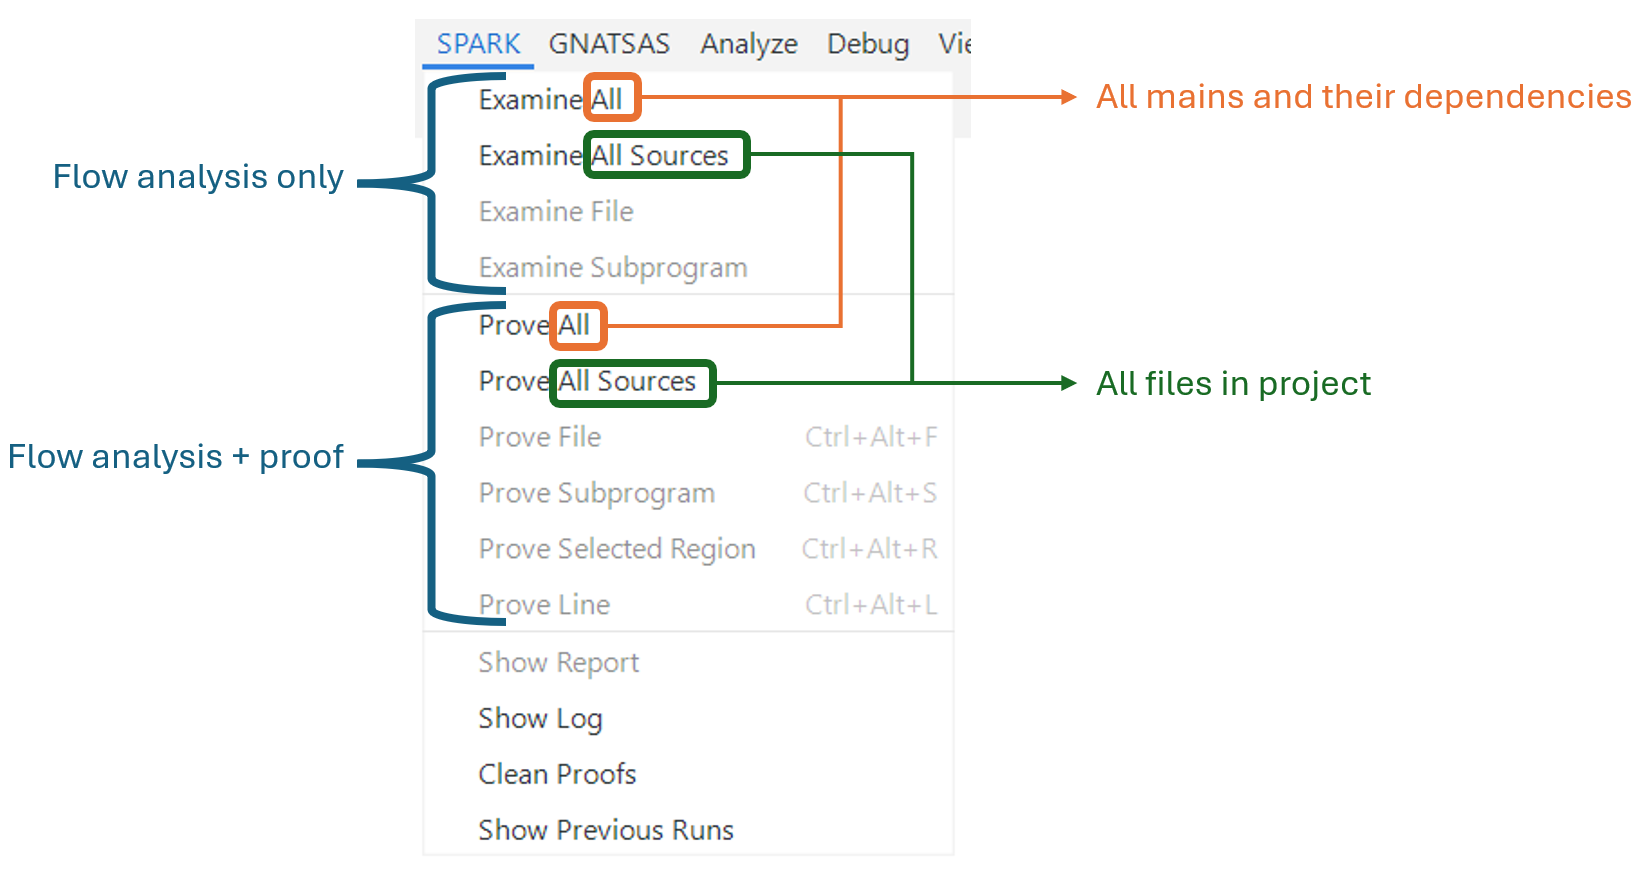 SPARK GNATSAS Analyze Debug Vie
Examine All
All mains and their dependencies
Examine All Sources
Flow analysis only
Examine File
Examine Subprogram
Prove All
Prove All Sources
All files in project
Prove File Ctrl+Alt+F
Flow analysis + proof
Prove Subprogram Ctrl+Alt+S
Prove Selected Region Ctrl+Alt+R
Prove Line Ctrl+Alt+L
Show Report
Show Log
Clean Proofs
Show Previous Runs